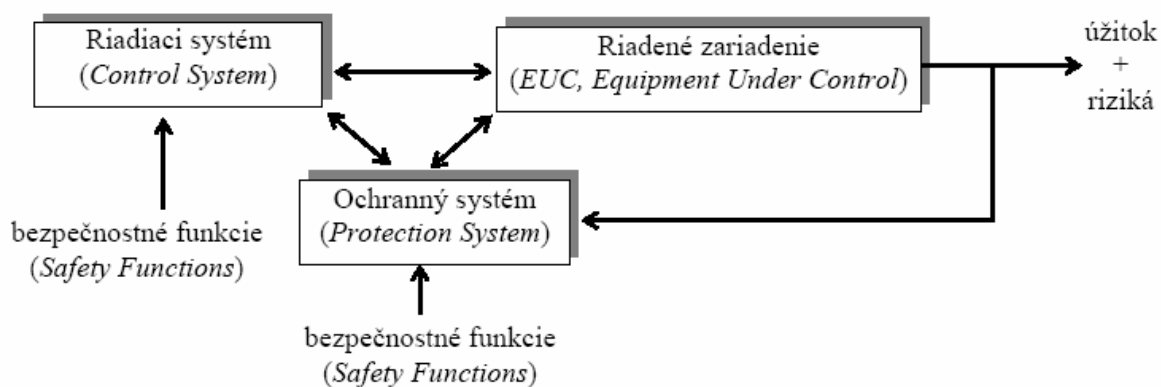 Riadiaci systém
(Control System)
Riadené zariadenie
(EUC, Equipment Under Control)
úžitok
+
riziká
Ochranný systém
(Protection System)
bezpečnostné funkcie
(Safety Functions)
bezpečnostné funkcie
(Safety Functions)